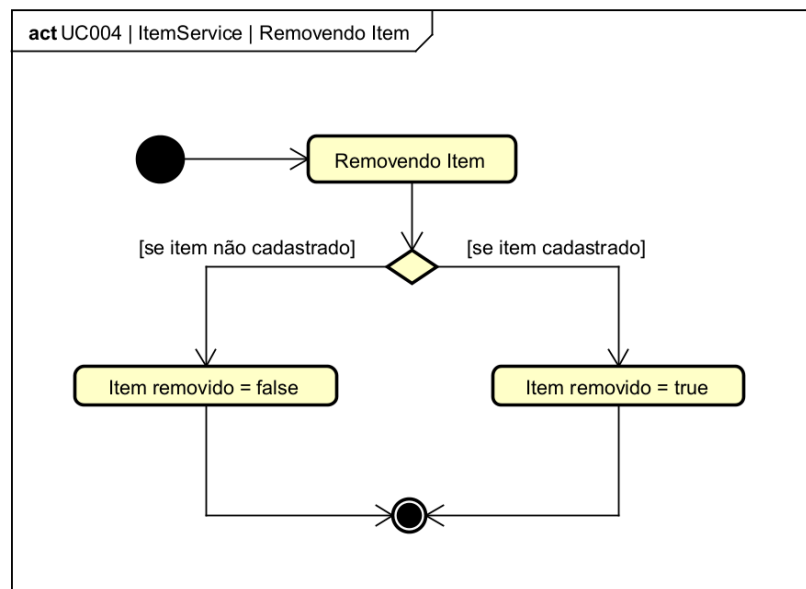 act UC004 | ItemService | Removendo Item
Removendo Item
[se item não cadastrado]
[se item cadastrado]
Item removido = false
Item removido = true